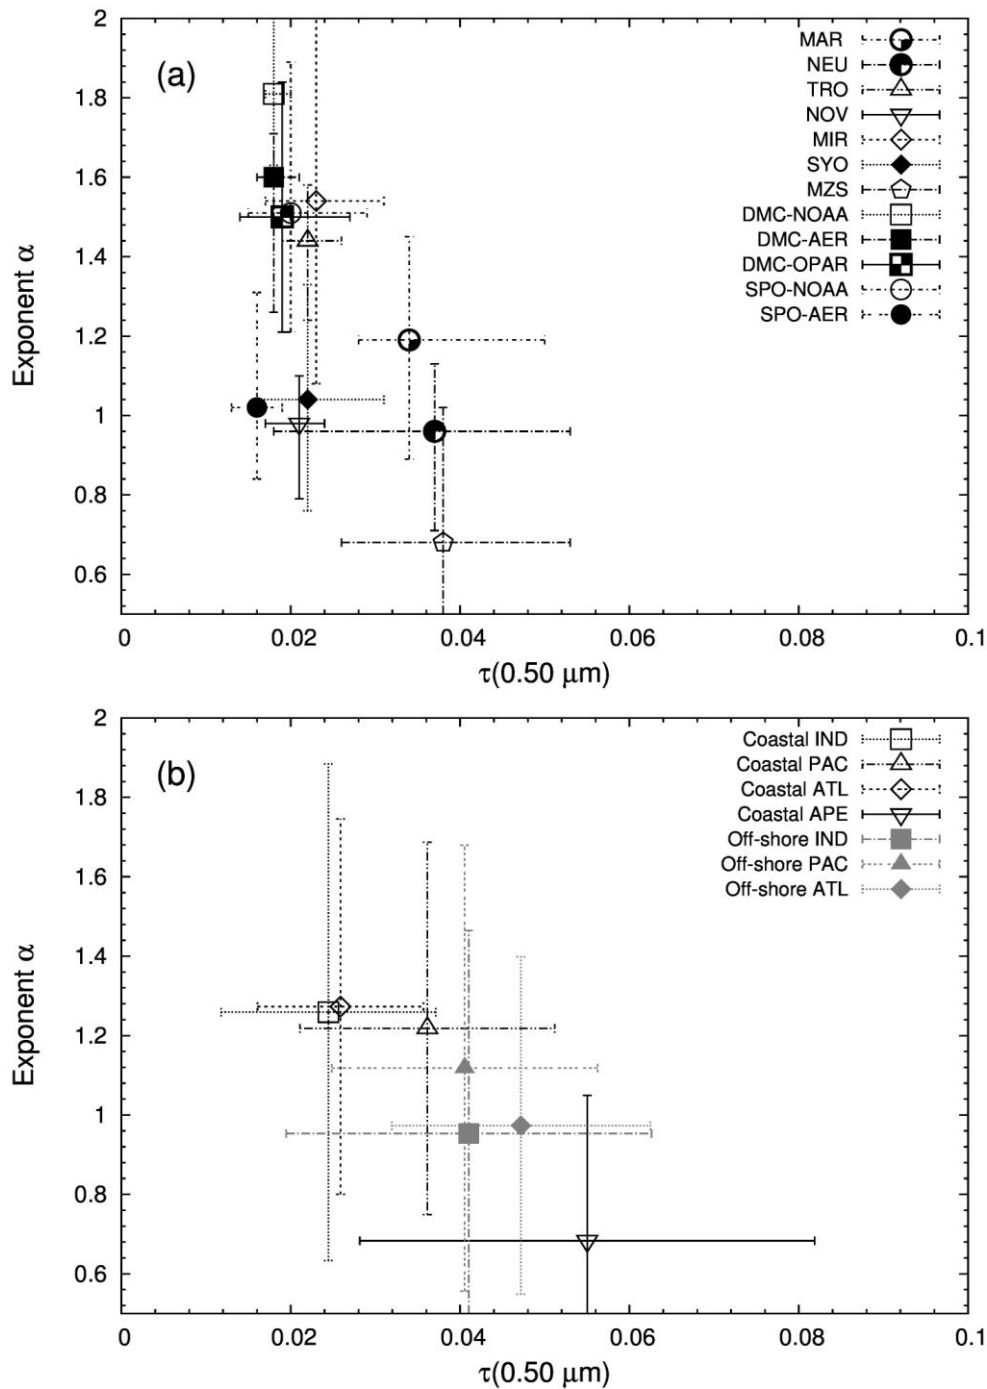 2
1.8
1.6
1.4
1.2
1
0.8
0.6
Exponent α
(a)
MAR
NEU
TRO
NOV
MIR
SYO
MZS
DMC-NOAA
DMC-AER
DMC-OPAR
SPO-NOAA
SPO-AER
0 0.02 0.04 0.06 0.08 0.1
τ(0.50 μm)
2
1.8
1.6
1.4
1.2
1
0.8
0.6
Exponent α
(b)
Coastal IND
Coastal PAC
Coastal ATL
Coastal APE
Off-shore IND
Off-shore PAC
Off-shore ATL
0 0.02 0.04 0.06 0.08 0.1
τ(0.50 μm)